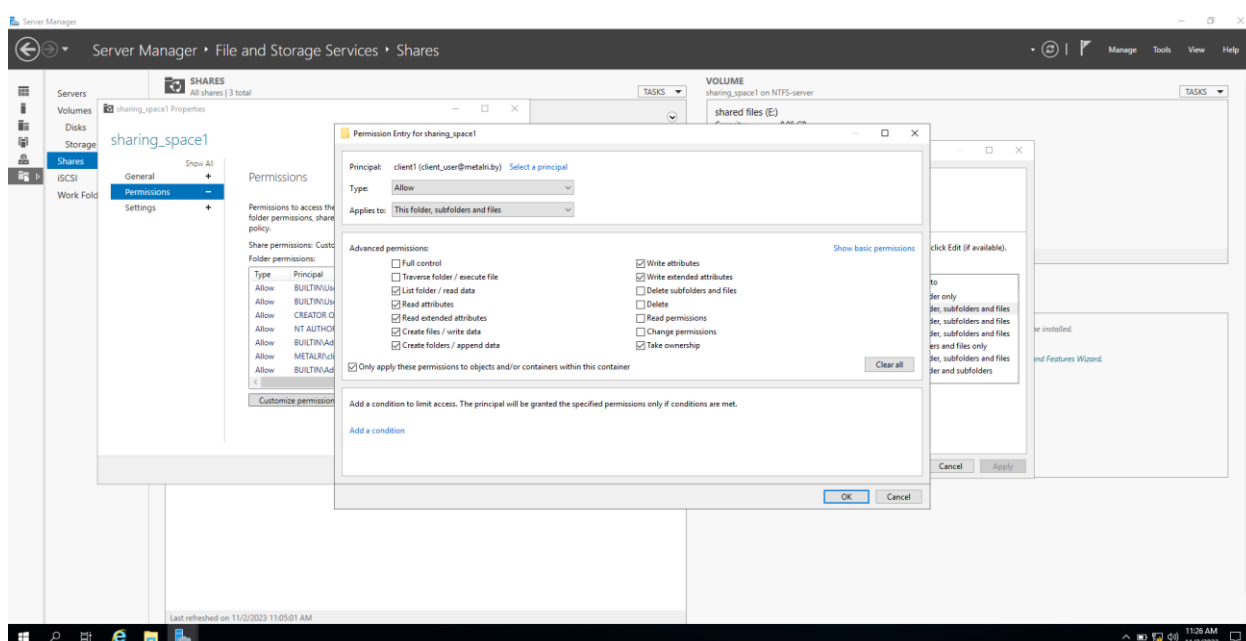 Server Manager
Server Manager • File and Storage Services • Shares
Manage Tools View Help
Servers
Volumes
Disks
Storage
Shares
iSCSI
Work Fold
SHARES
All shares | 3 total
TASKS
VOLUME
sharing_space1 on NTFS-server
TASKS
shared files (E:)
sharing_space1 Properties
sharing_space1
Show All
General +
Permissions −
Settings +
Permissions
Permissions to access the
folder permissions, share
policy.
Share permissions: Custo
Folder permissions:
Type Principal
Allow BUILTIN\Use
Allow BUILTIN\Use
Allow CREATOR O
Allow NT AUTHOR
Allow BUILTIN\Ad
Allow METALRI\cli
Allow BUILTIN\Ad
Customize permission
Permission Entry for sharing_space1
Principal: client1 (client_user@metalri.by) Select a principal
Type: Allow
Applies to: This folder, subfolders and files
Advanced permissions:
Show basic permissions
Full control
Traverse folder / execute file
List folder / read data
Read attributes
Read extended attributes
Create files / write data
Create folders / append data
Write attributes
Write extended attributes
Delete subfolders and files
Delete
Read permissions
Change permissions
Take ownership
Only apply these permissions to objects and/or containers within this container
Clear all
Add a condition to limit access. The principal will be granted the specified permissions only if conditions are met.
Add a condition
OK Cancel
click Edit (if available).
to
der only
der, subfolders and files
der, subfolders and files
der, subfolders and files
ers and files only
der, subfolders and files
der and subfolders
Cancel Apply
be installed.
and Features Wizard.
Last refreshed on 11/2/2023 11:05:01 AM
11:26 AM